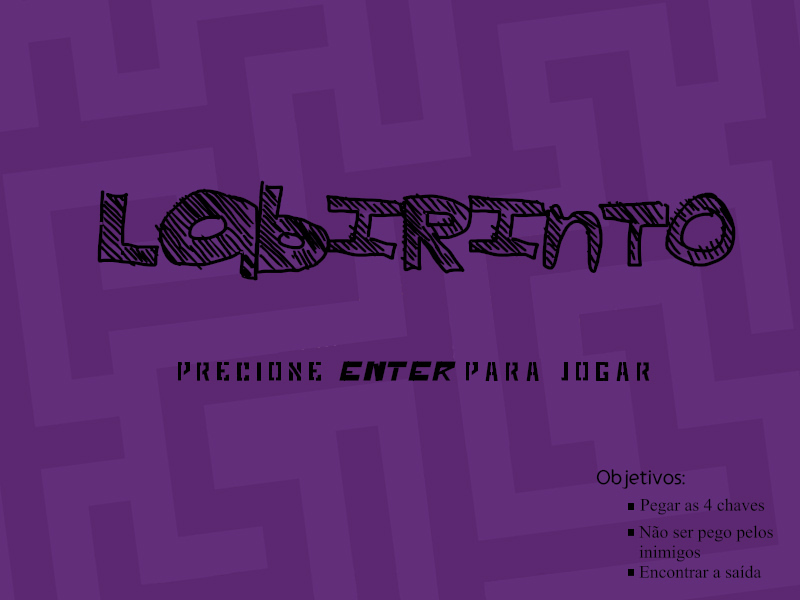 LabIRInTO
PRECIONE ENTER PARA JOGAR
Objetivos:
▪ Pegar as 4 chaves
▪ Não ser pego pelos
inimigos
▪ Encontrar a saída